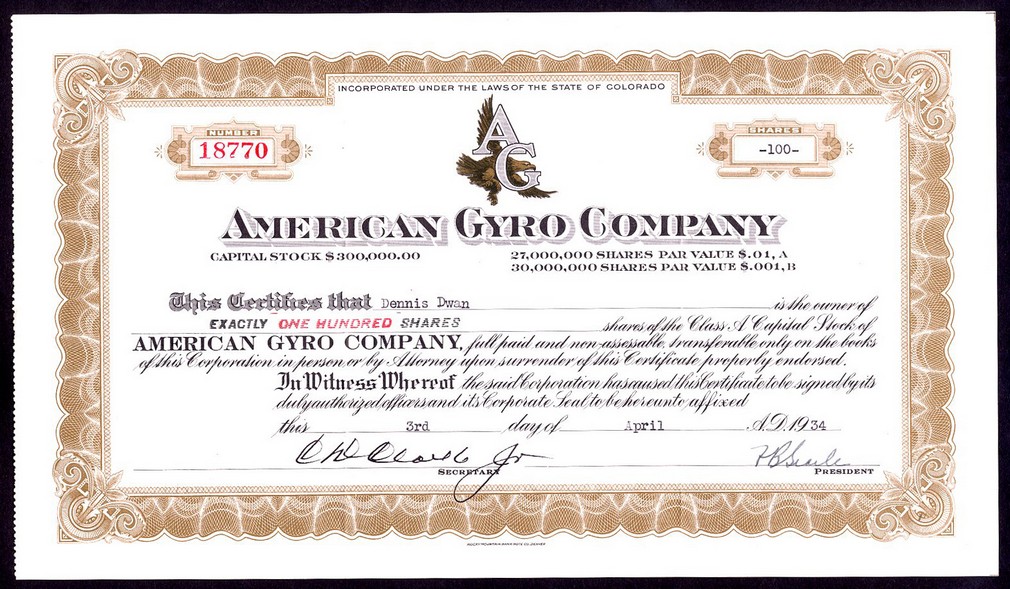 INCORPORATED UNDER THE LAWS OF THE STATE OF COLORADO
NUMBER
18770
SHARES
-100-
AG
AMERICAN GYRO COMPANY
CAPITAL STOCK $300,000.00
27,000,000 SHARES PAR VALUE $.01, A
30,000,000 SHARES PAR VALUE $.001, B
This Certifies that Dennis Dwan is the owner of
EXACTLY ONE HUNDRED SHARES shares of the Class A Capital Stock of
AMERICAN GYRO COMPANY, full paid and non-assessable, transferable only on the books
of this Corporation in person or by Attorney upon surrender of this Certificate properly endorsed.
In Witness Whereof the said Corporation has caused this Certificate to be signed by its
duly authorized officers and its Corporate Seal to be hereunto affixed
this 3rd day of April A.D. 1934
SECRETARY
PRESIDENT